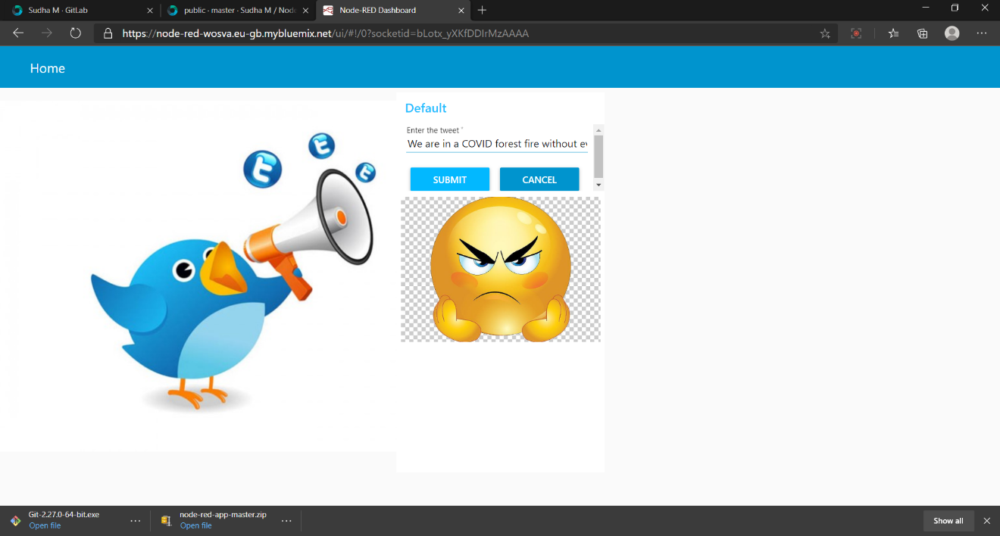 Sudha M · GitLab
public · master · Sudha M / Node
Node-RED Dashboard
https://node-red-wosva.eu-gb.mybluemix.net/ui/#!/0?socketid=bLotx_yXKfDDIrMzAAAA
Home
Default
Enter the tweet *
We are in a COVID forest fire without ev
SUBMIT
CANCEL
Git-2.27.0-64-bit.exe
Open file
node-red-app-master.zip
Open file
Show all